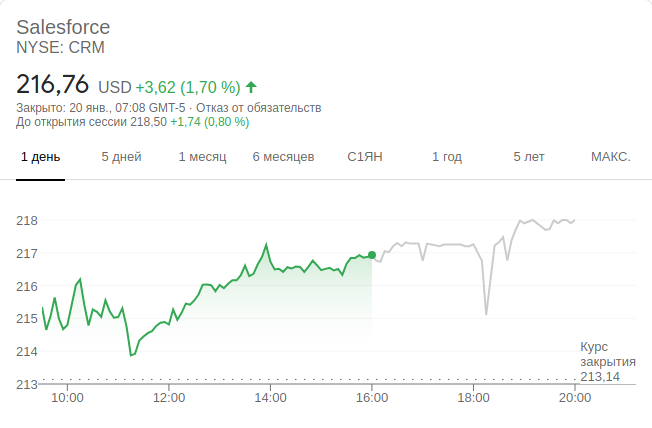 Salesforce
NYSE: CRM
216,76 USD +3,62 (1,70 %)
Закрыто: 20 янв., 07:08 GMT-5 · Отказ от обязательств
До открытия сессии 218,50 +1,74 (0,80 %)
1 день 5 дней 1 месяц 6 месяцев С1ЯН 1 год 5 лет МАКС.
218
217
216
215
214
Курс
закрытия
213,14
213
10:00 12:00 14:00 16:00 18:00 20:00